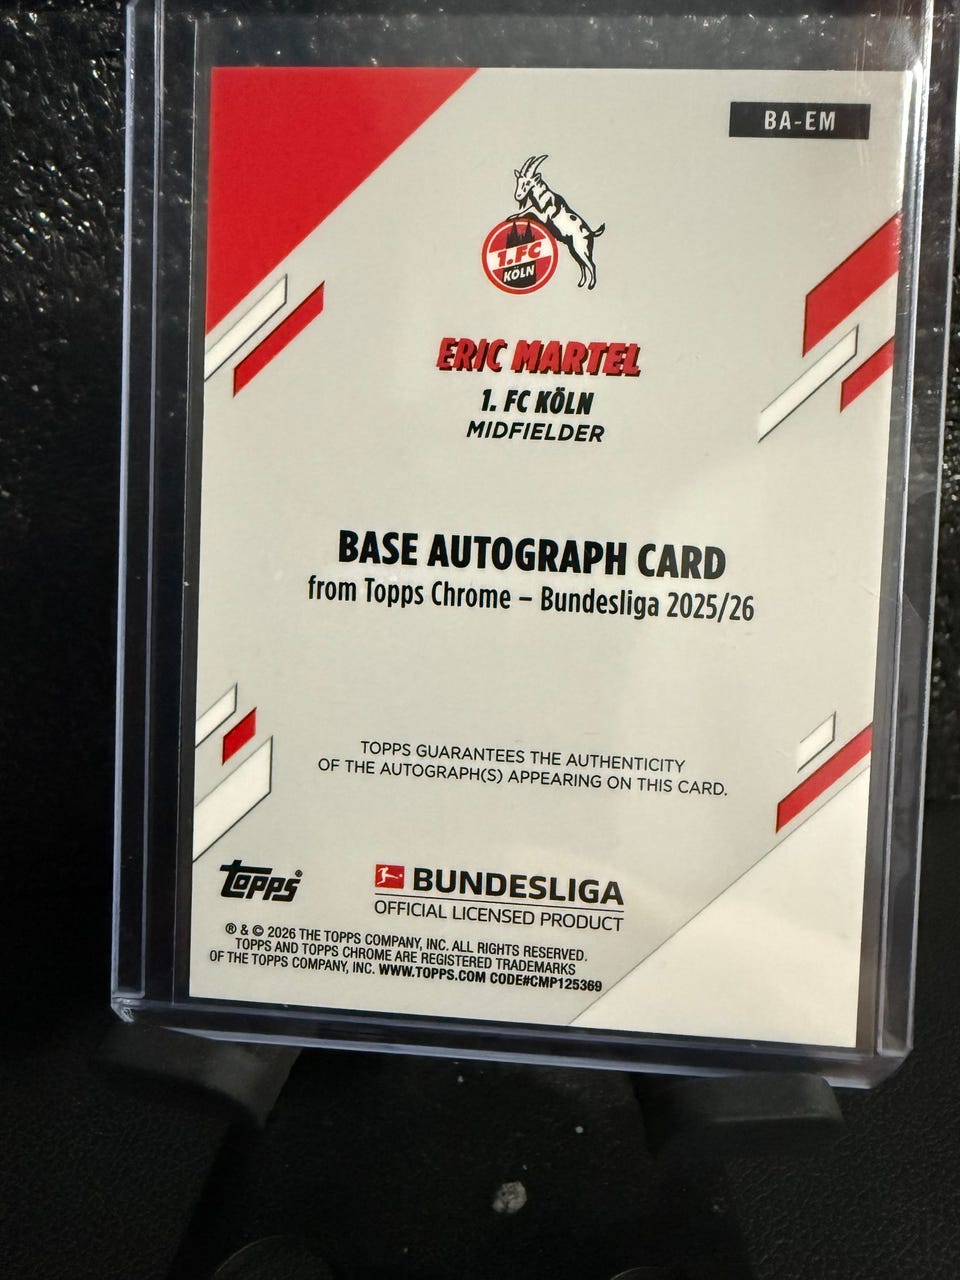 BA-EM
1.FC
KÖLN
ERIC MARTEL
1. FC KÖLN
MIDFIELDER
BASE AUTOGRAPH CARD
from Topps Chrome – Bundesliga 2025/26
TOPPS GUARANTEES THE AUTHENTICITY
OF THE AUTOGRAPH(S) APPEARING ON THIS CARD.
topps®
BUNDESLIGA
OFFICIAL LICENSED PRODUCT
® & © 2026 THE TOPPS COMPANY, INC. ALL RIGHTS RESERVED.
TOPPS AND TOPPS CHROME ARE REGISTERED TRADEMARKS
OF THE TOPPS COMPANY, INC. WWW.TOPPS.COM CODE#CMP125369